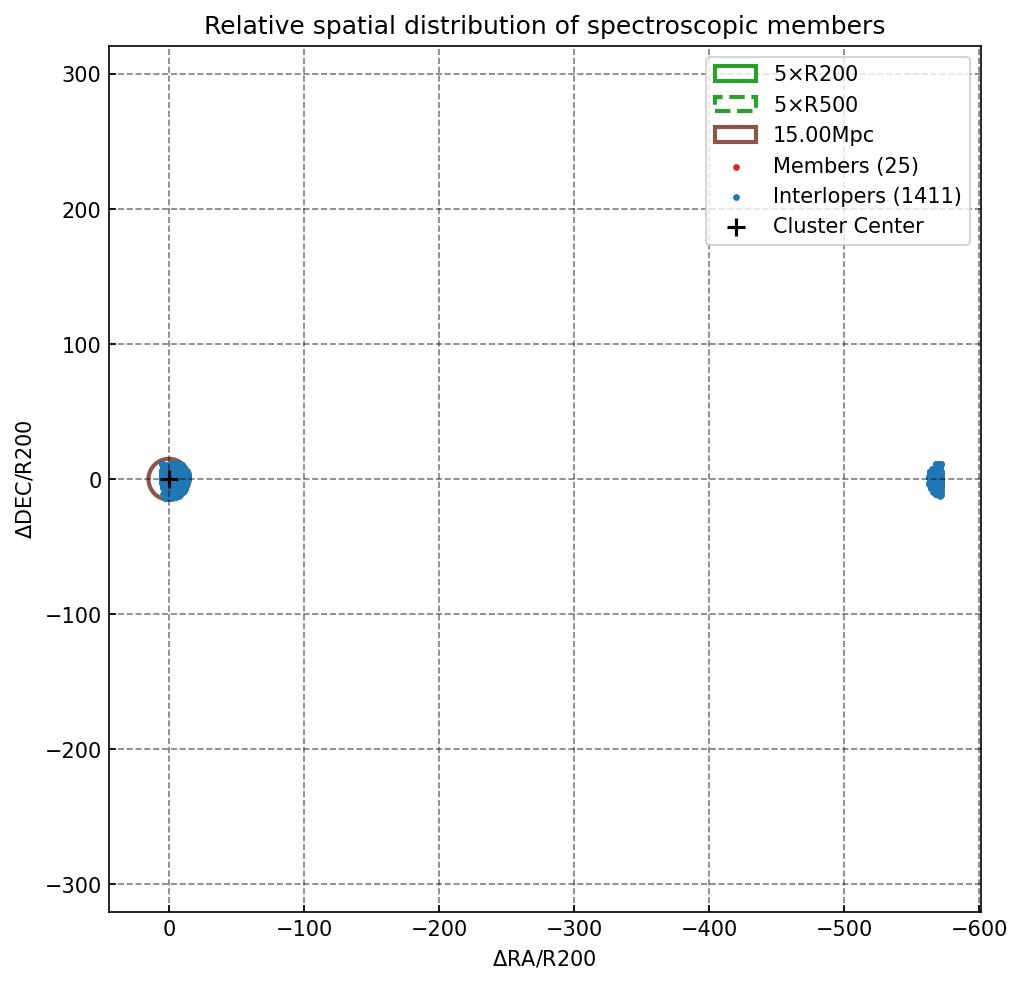 Relative spatial distribution of spectroscopic members
5×R200
5×R500
15.00Mpc
Members (25)
Interlopers (1411)
Cluster Center
300
200
100
0
−100
−200
−300
ΔDEC/R200
0 −100 −200 −300 −400 −500 −600
ΔRA/R200